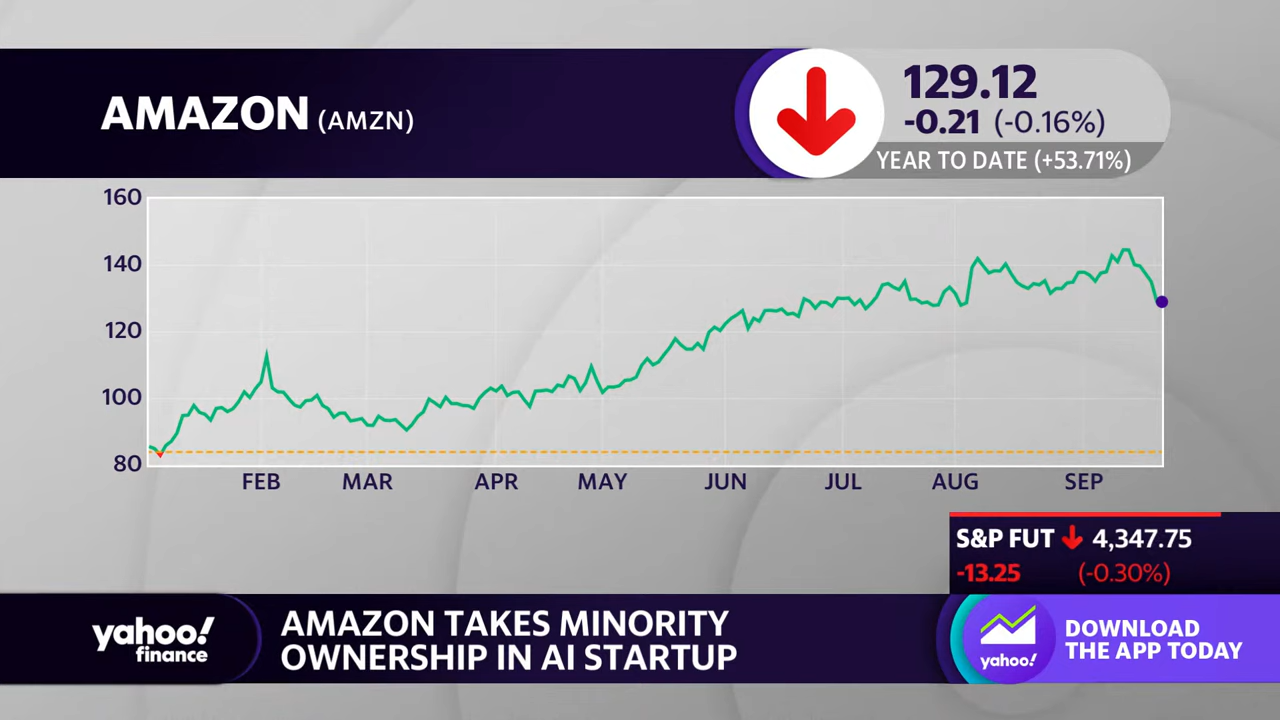 AMAZON (AMZN)
129.12
-0.21 (-0.16%)
YEAR TO DATE (+53.71%)
160
140
120
100
80
FEB MAR APR MAY JUN JUL AUG SEP
S&P FUT 4,347.75
-13.25 (-0.30%)
yahoo!
finance
AMAZON TAKES MINORITY
OWNERSHIP IN AI STARTUP
yahoo!
DOWNLOAD
THE APP TODAY